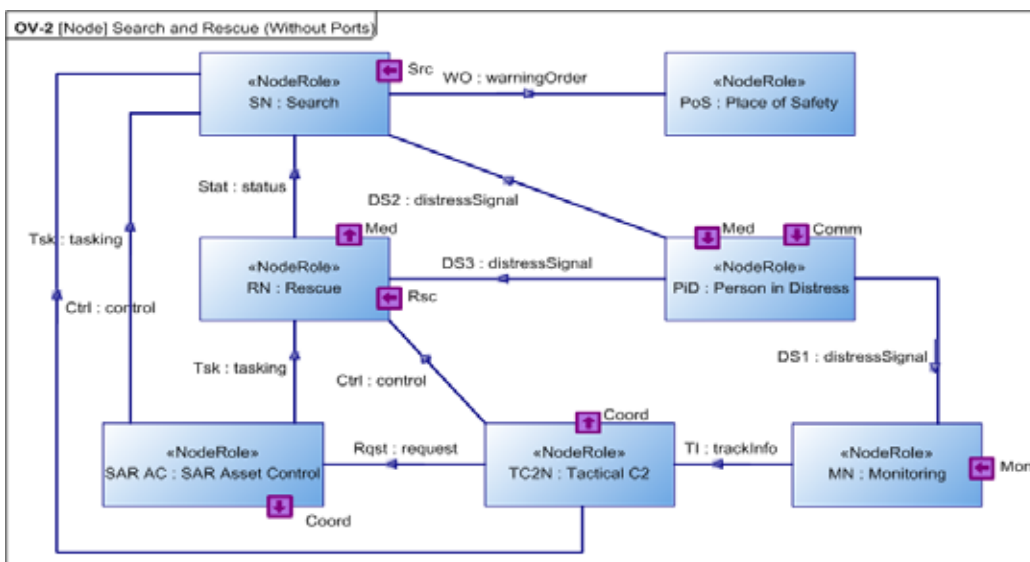 OV-2 [Node] Search and Rescue (Without Ports)
«NodeRole»
SN : Search
Src
WO : warningOrder
«NodeRole»
PoS : Place of Safety
Stat : status
DS2 : distressSignal
Tsk : tasking
Med
Med
Comm
«NodeRole»
RN : Rescue
DS3 : distressSignal
«NodeRole»
PiD : Person in Distress
Ctrl : control
Rsc
Tsk : tasking
Ctrl : control
DS1 : distressSignal
Coord
«NodeRole»
SAR AC : SAR Asset Control
Rqst : request
«NodeRole»
TC2N : Tactical C2
TI : trackInfo
«NodeRole»
MN : Monitoring
Mon
Coord